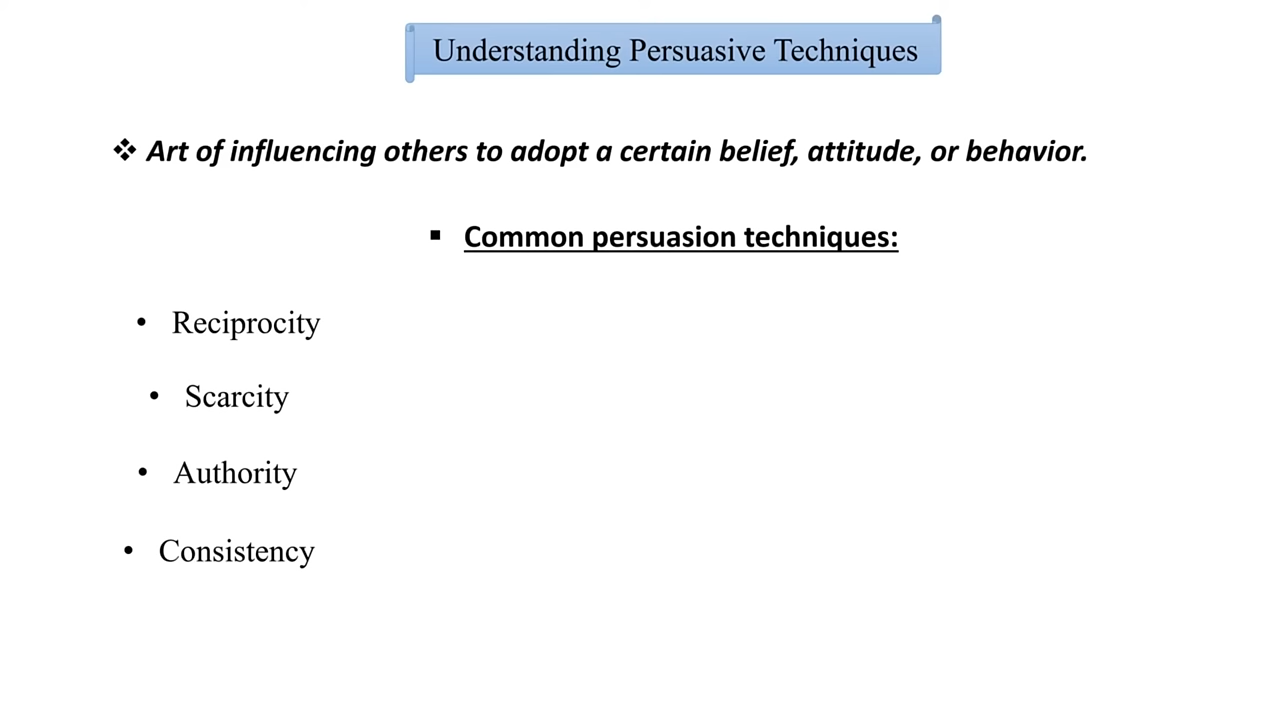 Understanding Persuasive Techniques
❖ Art of influencing others to adopt a certain belief, attitude, or behavior.
▪ Common persuasion techniques:
• Reciprocity
• Scarcity
• Authority
• Consistency